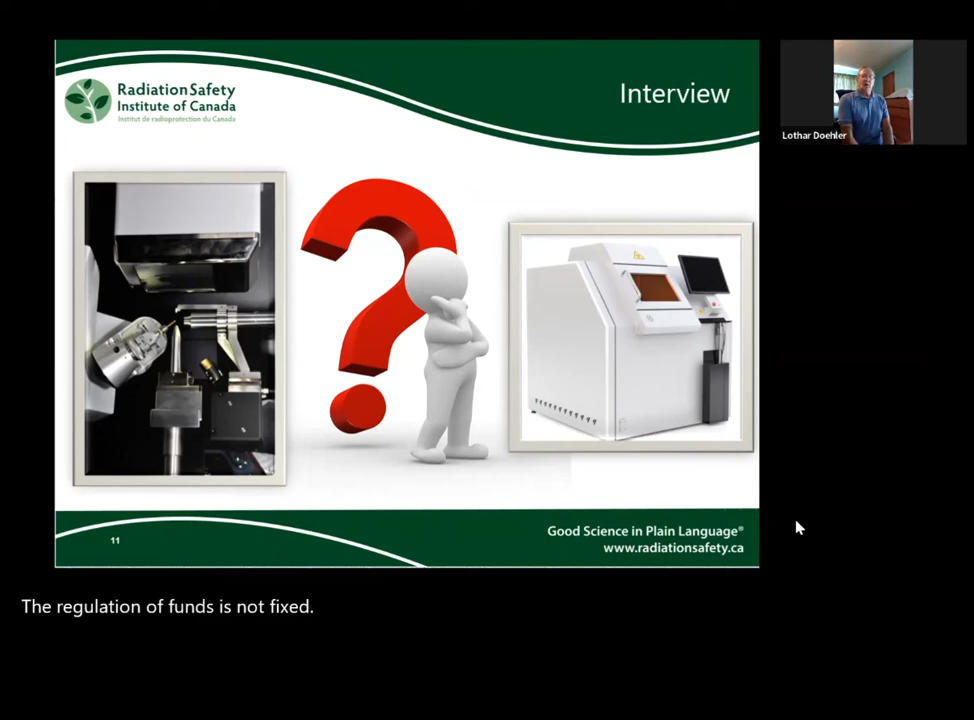 Radiation Safety
Institute of Canada
Institut de radioprotection du Canada
Interview
Lothar Doehler
11
Good Science in Plain Language®
www.radiationsafety.ca
The regulation of funds is not fixed.